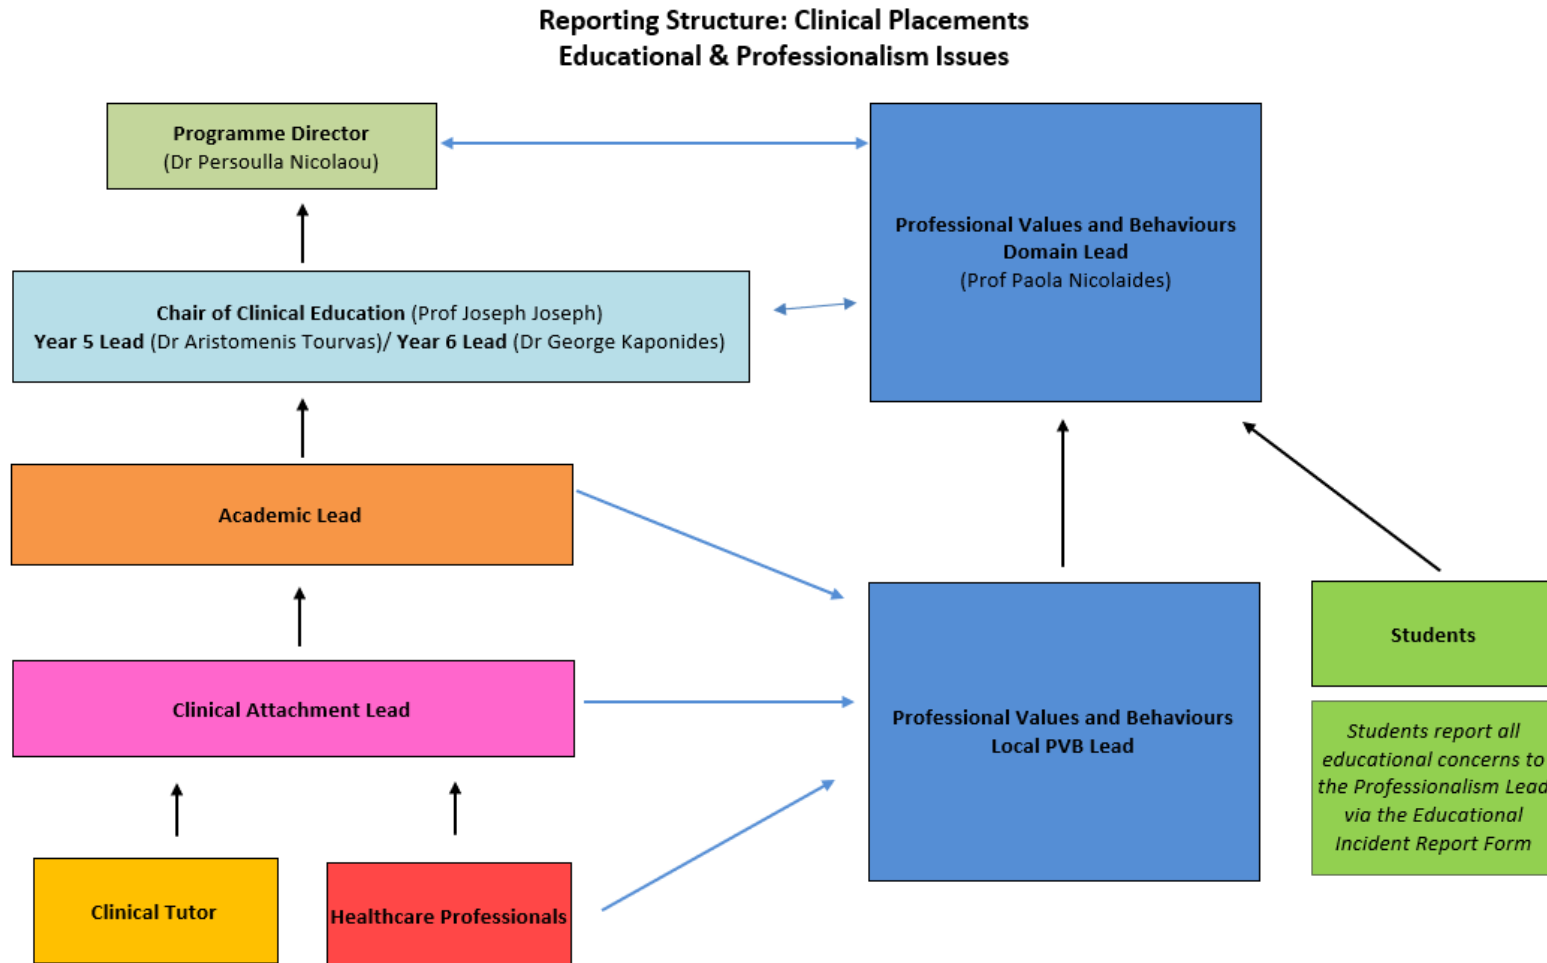 Reporting Structure: Clinical Placements
Educational & Professionalism Issues
Programme Director
(Dr Persoulla Nicolaou)
Professional Values and Behaviours
Domain Lead
(Prof Paola Nicolaides)
Chair of Clinical Education (Prof Joseph Joseph)
Year 5 Lead (Dr Aristomenis Tourvas)/ Year 6 Lead (Dr George Kaponides)
Academic Lead
Clinical Attachment Lead
Professional Values and Behaviours
Local PVB Lead
Students
Students report all
educational concerns to
the Professionalism Lead
via the Educational
Incident Report Form
Clinical Tutor
Healthcare Professionals